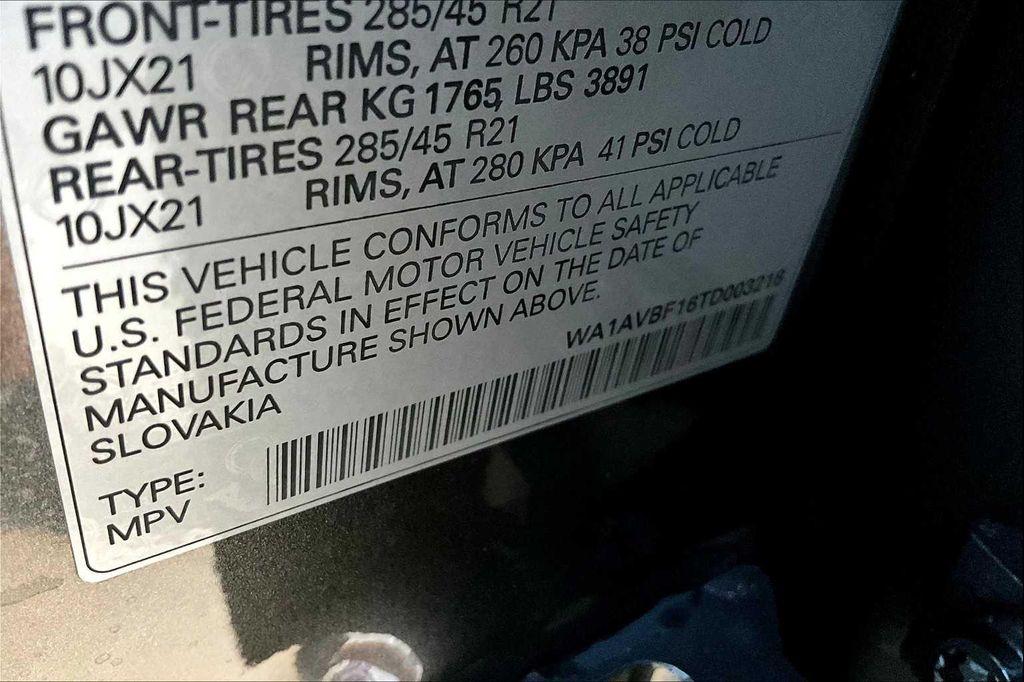 FRONT-TIRES 285/45 R21
10JX21 RIMS, AT 260 KPA 38 PSI COLD
GAWR REAR KG 1765, LBS 3891
REAR-TIRES 285/45 R21
10JX21 RIMS, AT 280 KPA 41 PSI COLD
THIS VEHICLE CONFORMS TO ALL APPLICABLE
U.S. FEDERAL MOTOR VEHICLE SAFETY
STANDARDS IN EFFECT ON THE DATE OF
MANUFACTURE SHOWN ABOVE.
SLOVAKIA
WA1AVBF16TD003216
TYPE:
MPV